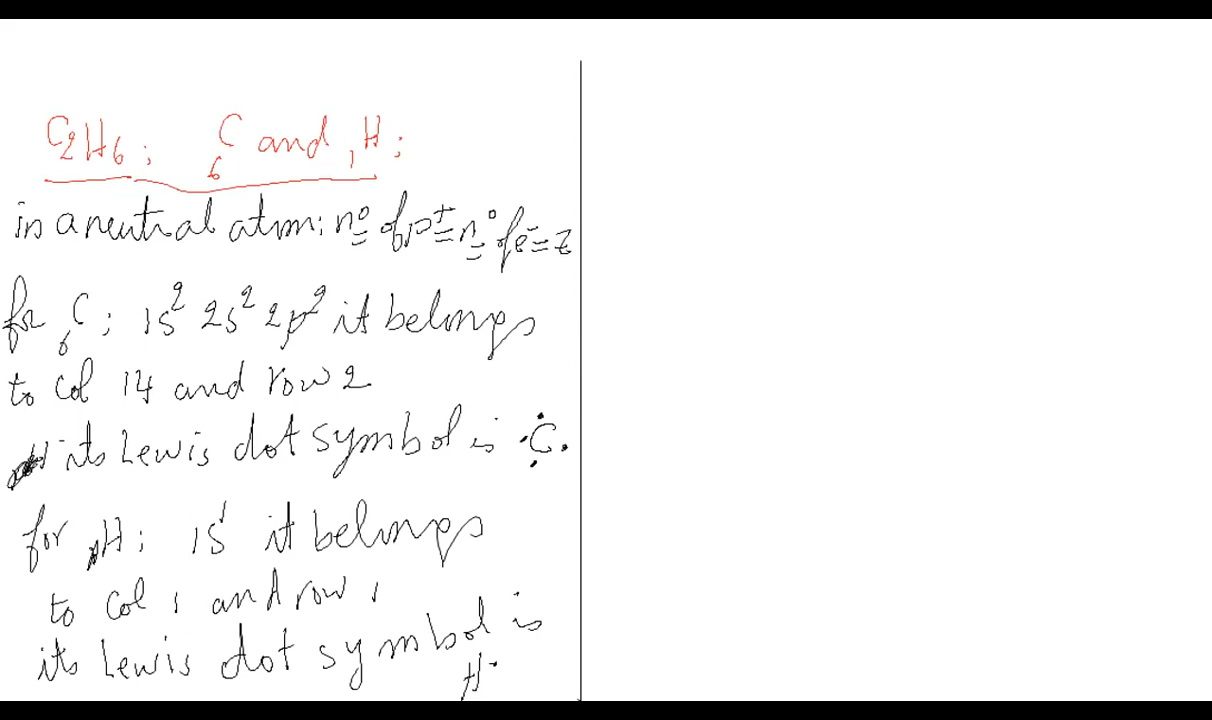 C₂H₆ ; ₆C and ₁H ;
in a neutral atom: nº of p⁺ = nº of e⁻ = Z
for ₆C : 1s² 2s² 2p² it belongs
to Col 14 and row 2
its Lewis dot symbol is ·C·
for ₁H : 1s¹ it belongs
to Col 1 and row 1
its Lewis dot symbol is
H·